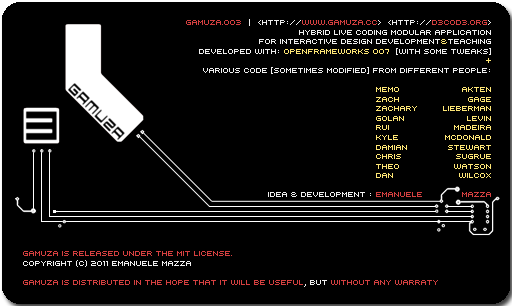 GAMUZA.003 | <HTTP://WWW.GAMUZA.CC> <HTTP://D3COD3.ORG>
HYBRID LIVE CODING MODULAR APPLICATION
FOR INTERACTIVE DESIGN DEVELOPMENT&TEACHING
DEVELOPED WITH: OPENFRAMEWORKS 007 [WITH SOME TWEAKS]
+
VARIOUS CODE [SOMETIMES MODIFIED] FROM DIFFERENT PEOPLE:
GAMUZA
MEMO AKTEN
ZACH GAGE
ZACHARY LIEBERMAN
GOLAN LEVIN
RUI MADEIRA
KYLE MCDONALD
DAMIAN STEWART
CHRIS SUGRUE
THEO WATSON
DAN WILCOX
IDEA & DEVELOPMENT : EMANUELE MAZZA
GAMUZA IS RELEASED UNDER THE MIT LICENSE.
COPYRIGHT (C) 2011 EMANUELE MAZZA
GAMUZA IS DISTRIBUTED IN THE HOPE THAT IT WILL BE USEFUL, BUT WITHOUT ANY WARRATY